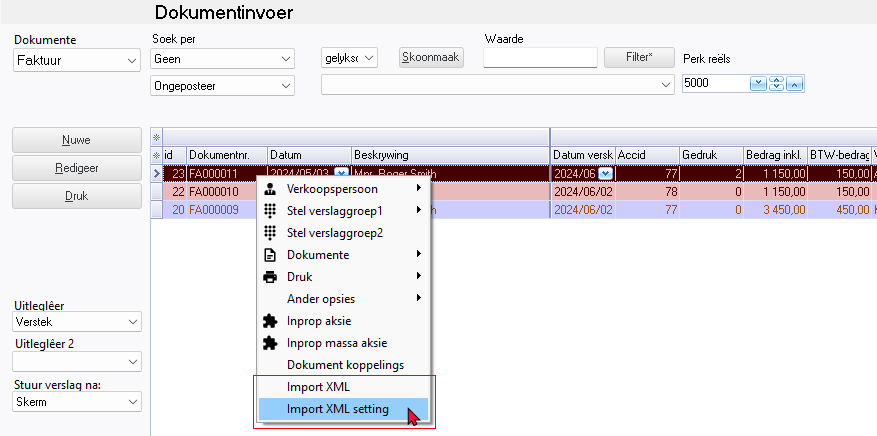 Dokumentinvoer
Dokumente
Faktuur
Soek per
Geen
gelykso
Skoonmaak
Waarde
Filter*
Perk reëls
5000
Ongeposteer
Nuwe
Redigeer
Druk
id Dokumentnr. Datum Beskrywing Datum versk Accid Gedruk Bedrag inkl. BTW-bedrag
23 FA000011 2024/05/03 Mnr. Roger Smith 2024/06 77 2 1 150,00 150,00
22 FA000010 2024/06/02 78 0 1 150,00 150,00
20 FA000009 2024/06/02 77 0 3 450,00 450,00
Verkoopspersoon
Stel verslaggroep1
Stel verslaggroep2
Dokumente
Druk
Ander opsies
Inprop aksie
Inprop massa aksie
Dokument koppelings
Import XML
Import XML setting
Uitleglêer
Verstek
Uitleglêer 2
Stuur verslag na:
Skerm